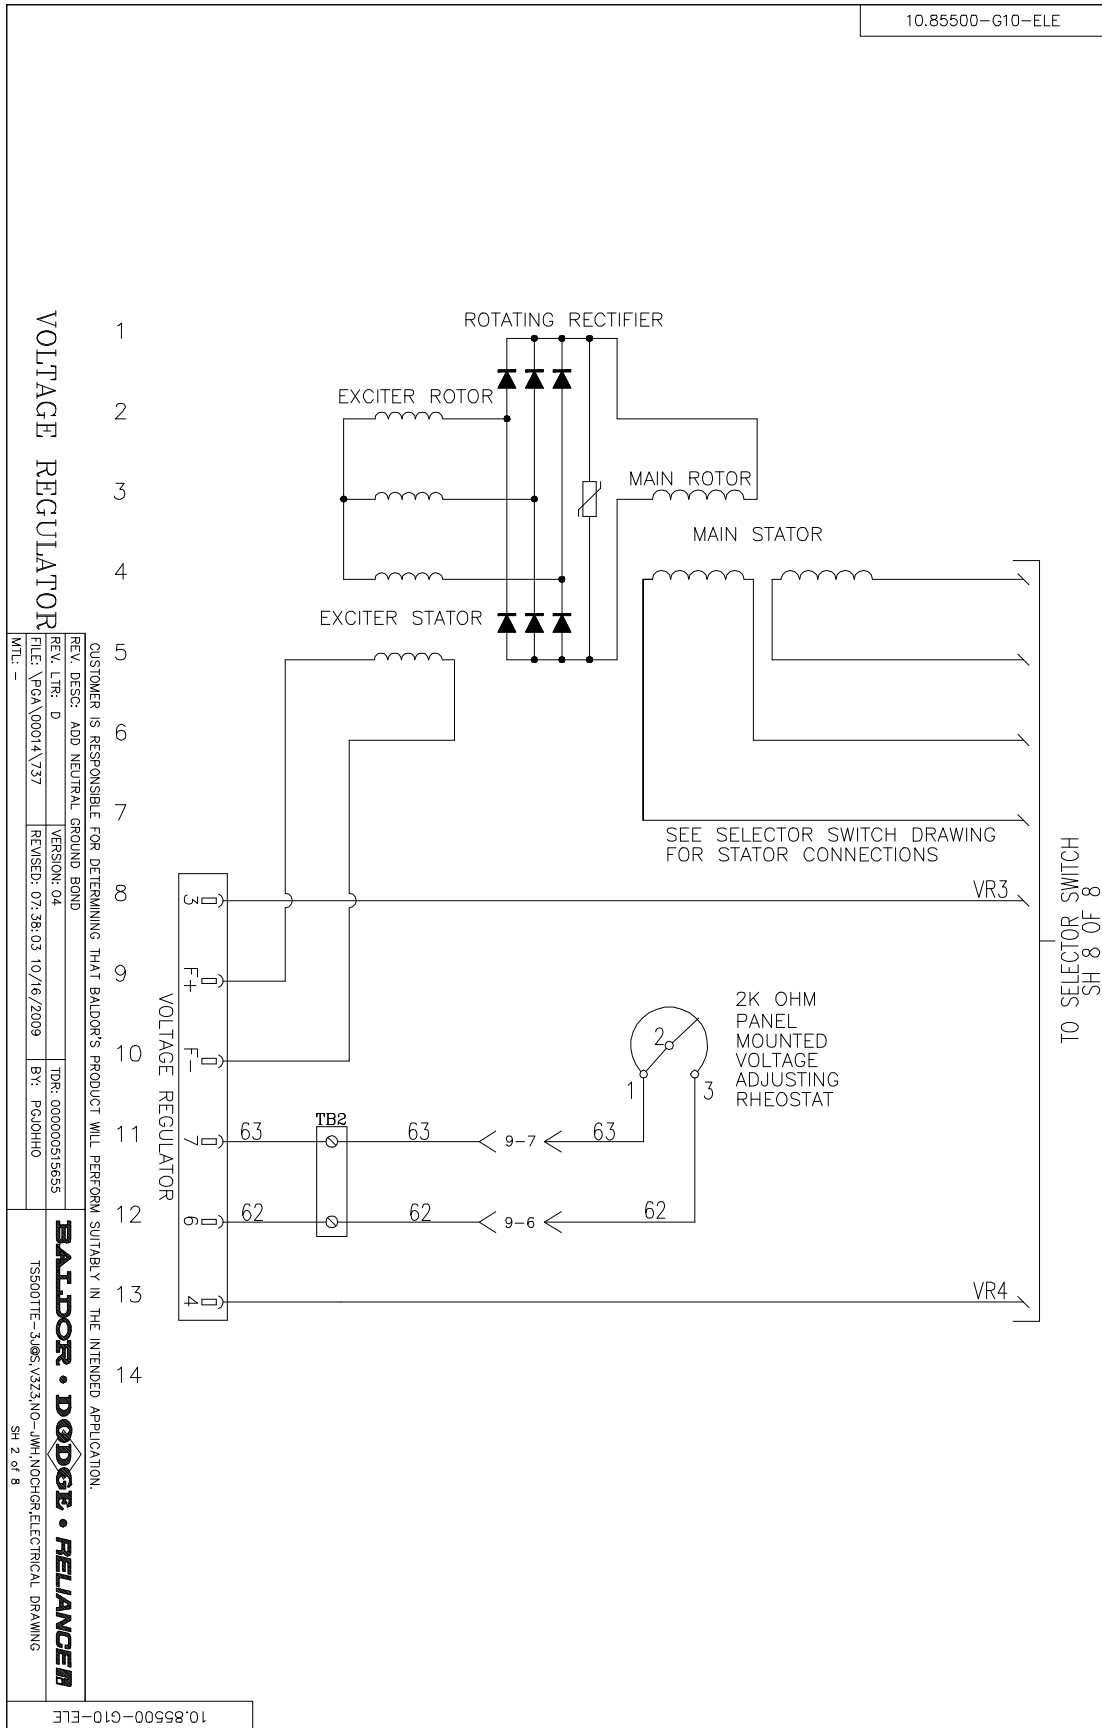 10.85500-G10-ELE
ROTATING RECTIFIER
EXCITER ROTOR
MAIN ROTOR
MAIN STATOR
EXCITER STATOR
1
2
3
4
5
6
7
8
9
10
11
12
13
14
SEE SELECTOR SWITCH DRAWING
FOR STATOR CONNECTIONS
VR3
SH 8 OF 8
TO SELECTOR SWITCH
2K OHM
PANEL
MOUNTED
VOLTAGE
ADJUSTING
RHEOSTAT
2
1
3
3
F+
F-
7
6
4
VOLTAGE REGULATOR
TB2
63
63
9-7
63
62
62
9-6
62
VR4
VOLTAGE REGULATOR
CUSTOMER IS RESPONSIBLE FOR DETERMINING THAT BALDOR'S PRODUCT WILL PERFORM SUITABLY IN THE INTENDED APPLICATION.
REV. DESC: ADD NEUTRAL GROUND BOND
REV. LTR: D
VERSION: 04
TDR: 000000515655
FILE: \PGA\00014\737
REVISED: 07:38:03 10/16/2009
BY: PGJOHHO
MTL: -
BALDOR • DODGE • RELIANCE
TS500TTE-3J@S,V3Z3,NO-JWH,NOCHGR,ELECTRICAL DRAWING
SH 2 of 8
10.85500-G10-ELE